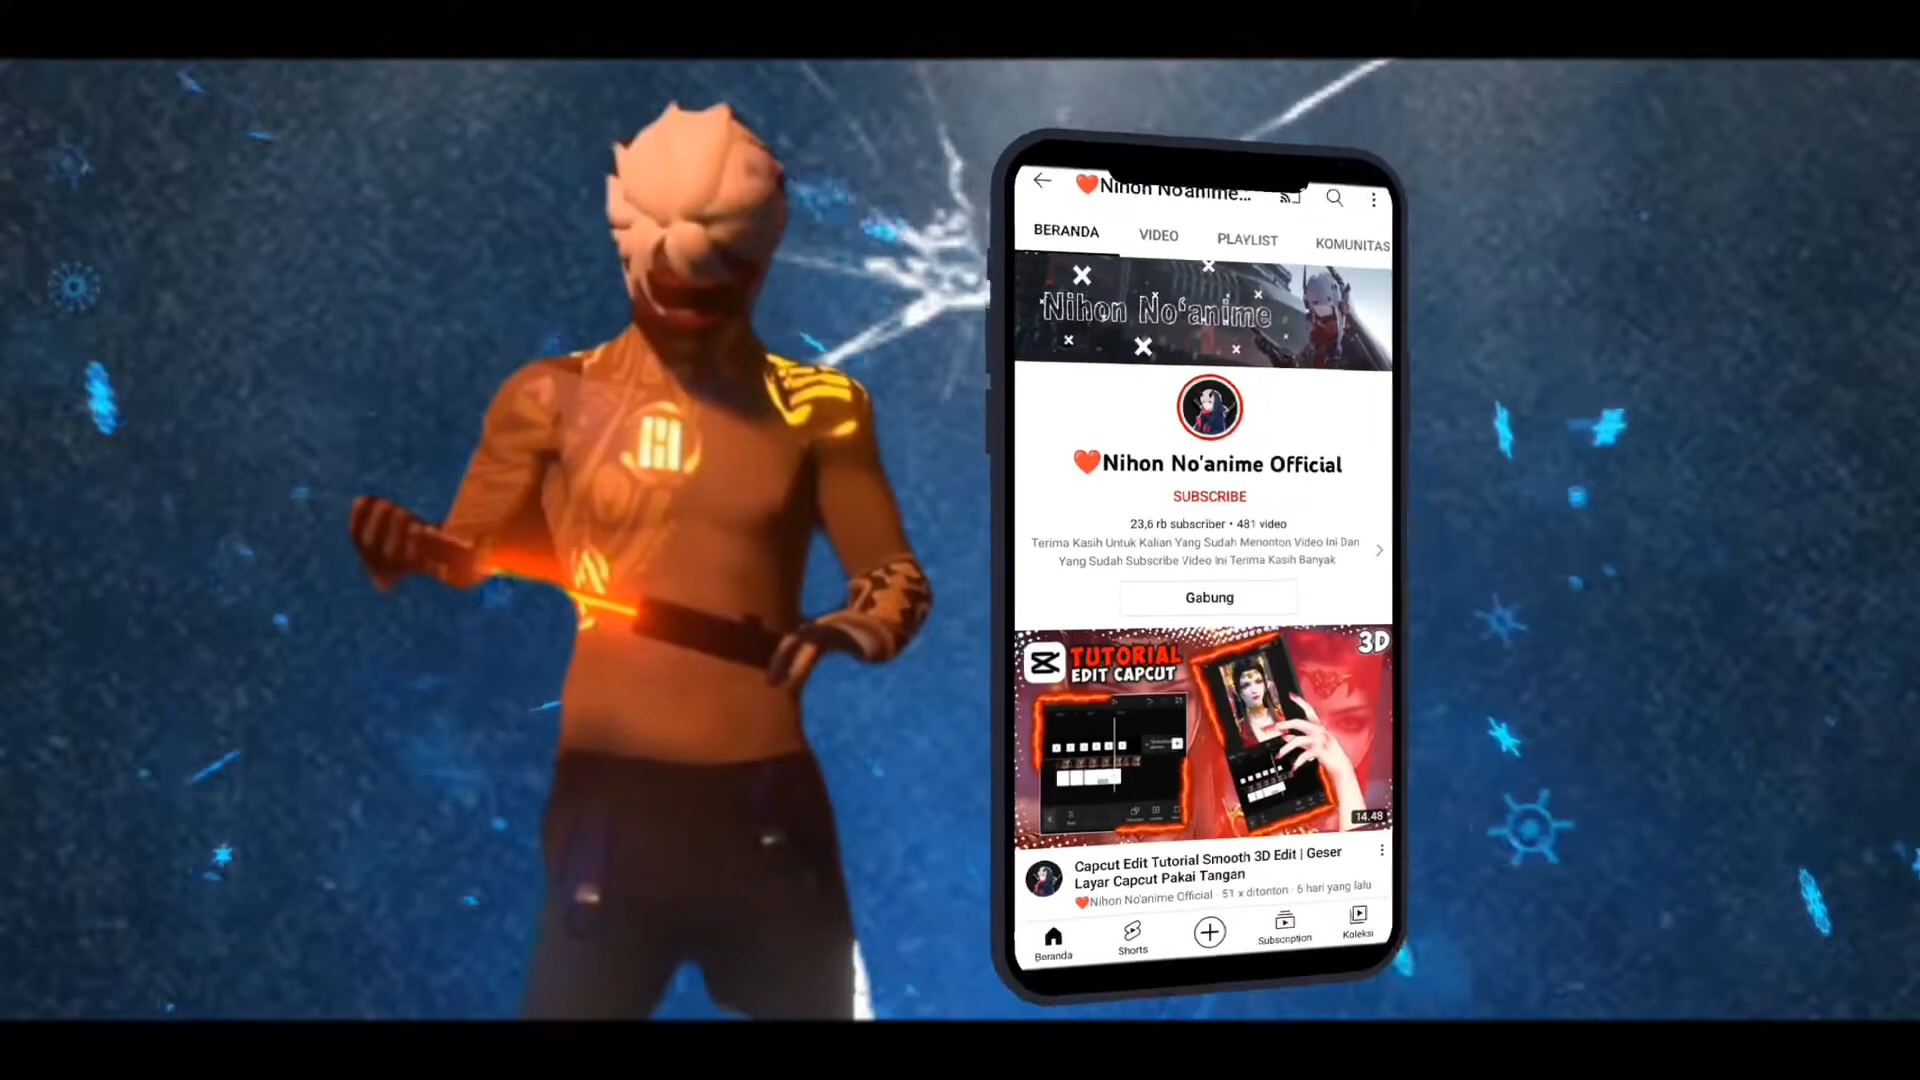 ❤️Nihon No'anime...
BERANDA VIDEO PLAYLIST KOMUNITAS
Nihon No'anime
❤️Nihon No'anime Official
SUBSCRIBE
23,6 rb subscriber • 481 video
Terima Kasih Untuk Kalian Yang Sudah Menonton Video Ini Dan
Yang Sudah Subscribe Video Ini Terima Kasih Banyak
Gabung
TUTORIAL
EDIT CAPCUT
3D
14.48
Capcut Edit Tutorial Smooth 3D Edit | Geser
Layar Capcut Pakai Tangan
❤️Nihon No'anime Official · 51 x ditonton · 6 hari yang lalu
Beranda Shorts Subscription Koleksi